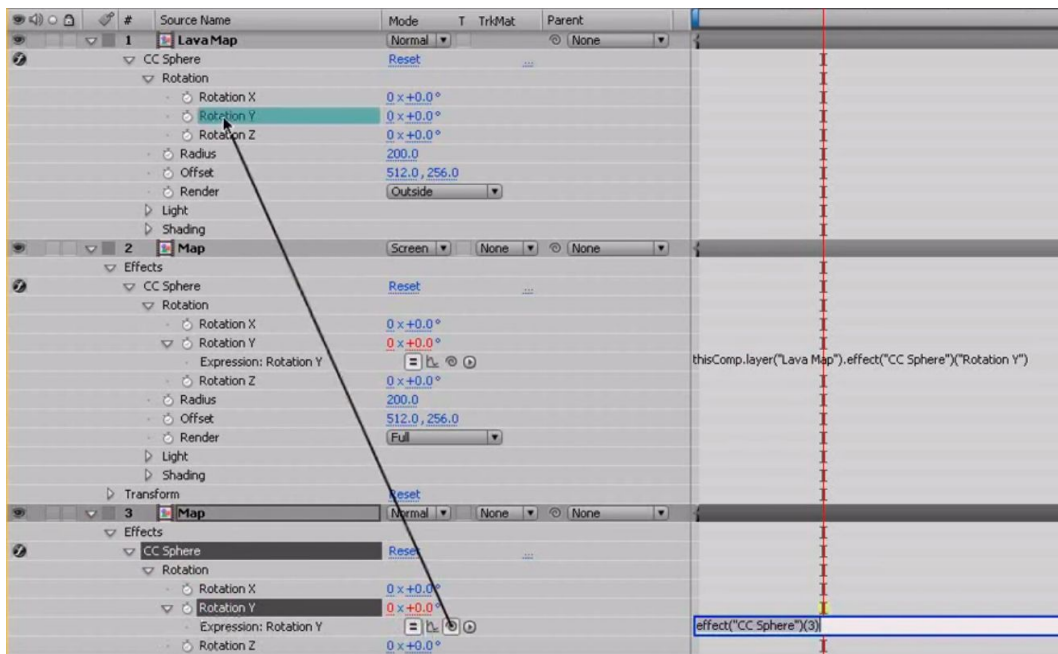 # Source Name Mode T TrkMat Parent
1 Lava Map Normal None
CC Sphere Reset ...
Rotation
Rotation X 0 x +0.0°
Rotation Y 0 x +0.0°
Rotation Z 0 x +0.0°
Radius 200.0
Offset 512.0, 256.0
Render Outside
Light
Shading
2 Map Screen None None
Effects
CC Sphere Reset ...
Rotation
Rotation X 0 x +0.0°
Rotation Y 0 x +0.0°
Expression: Rotation Y thisComp.layer("Lava Map").effect("CC Sphere")("Rotation Y")
Rotation Z 0 x +0.0°
Radius 200.0
Offset 512.0, 256.0
Render Full
Light
Shading
Transform Reset
3 Map Normal None None
Effects
CC Sphere Reset ...
Rotation
Rotation X 0 x +0.0°
Rotation Y 0 x +0.0°
Expression: Rotation Y effect("CC Sphere")(3)
Rotation Z 0 x +0.0°